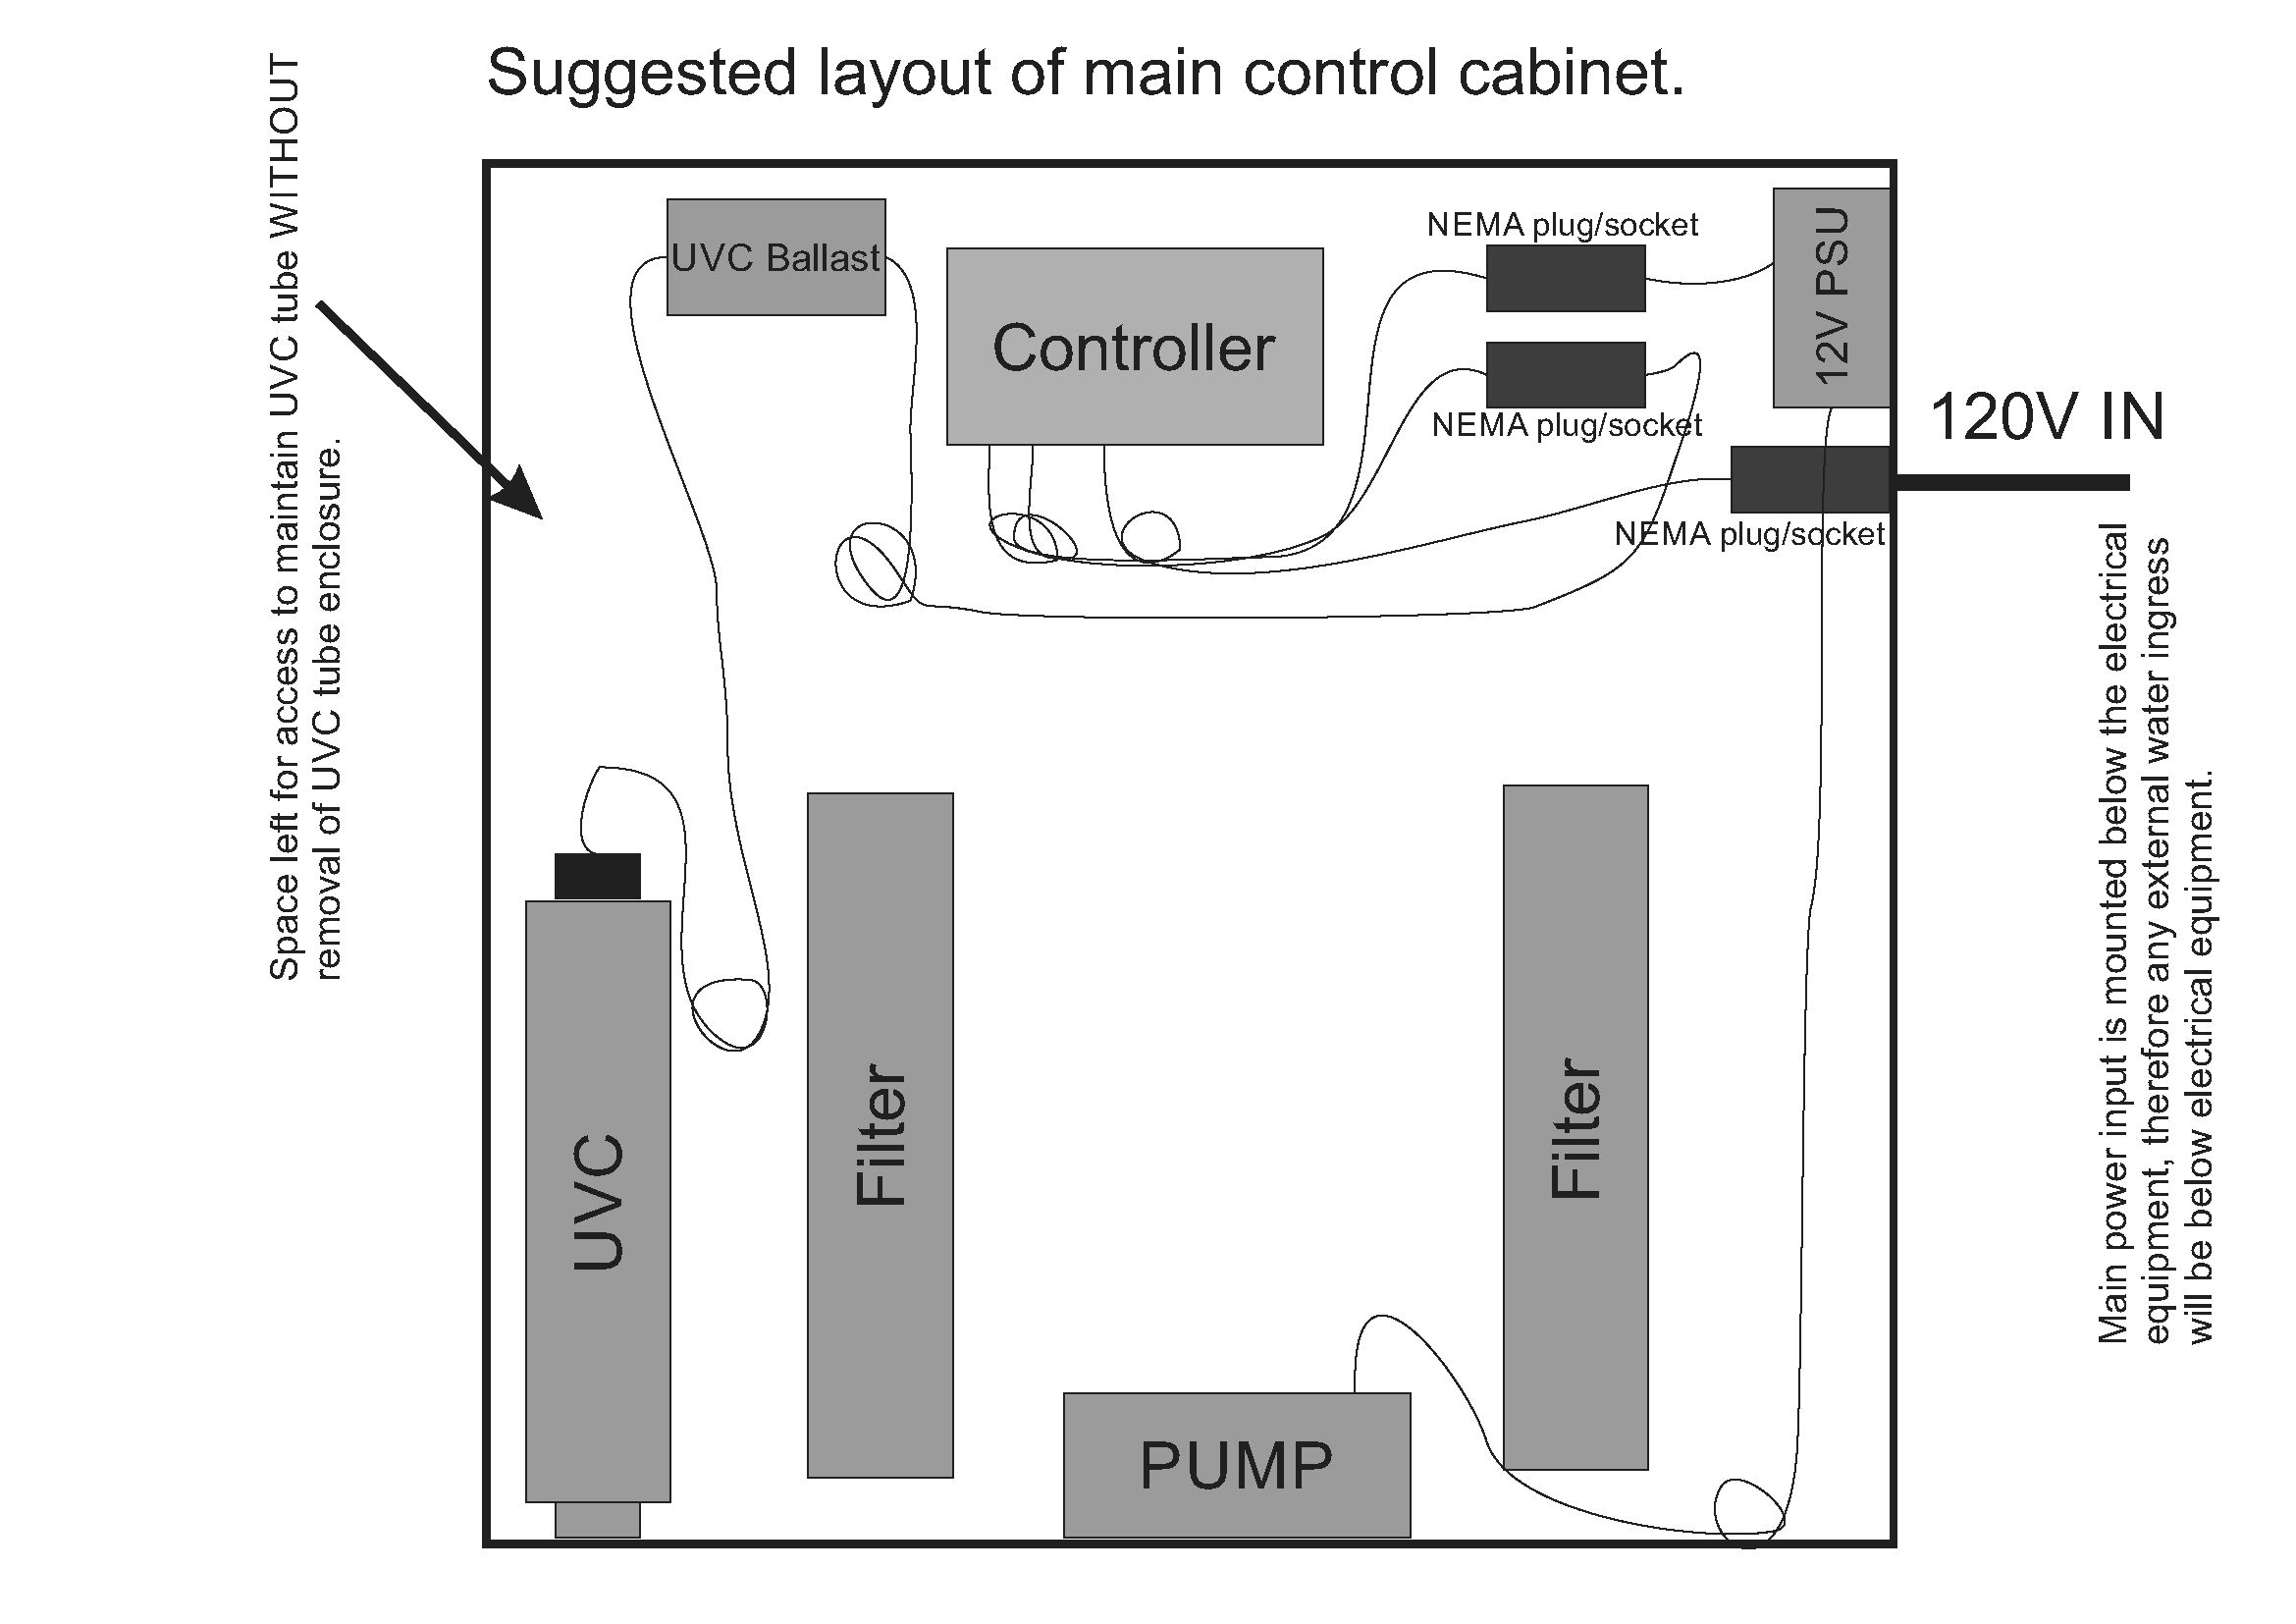 Suggested layout of main control cabinet.
Space left for access to maintain UVC tube WITHOUT
removal of UVC tube enclosure.
UVC Ballast
Controller
NEMA plug/socket
NEMA plug/socket
12V PSU
120V IN
NEMA plug/socket
Main power input is mounted below the electrical
equipment, therefore any external water ingress
will be below electrical equipment.
UVC
Filter
Filter
PUMP